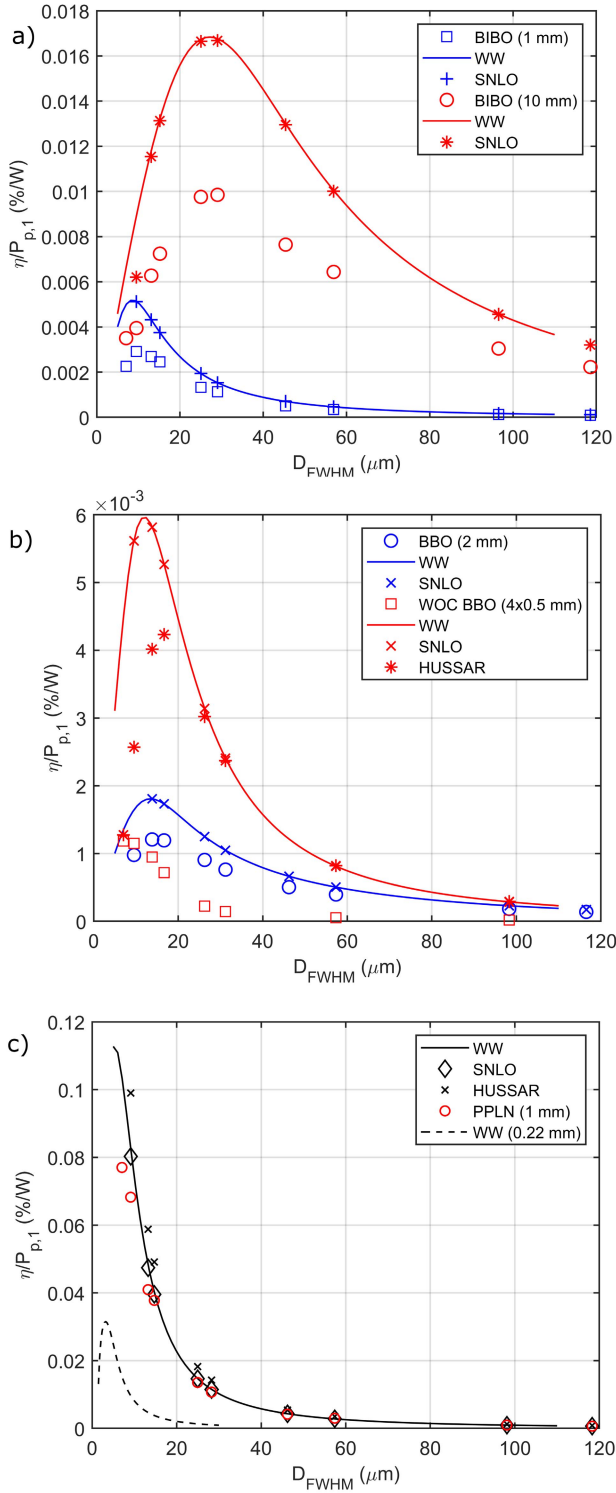 a)
0.018
0.016
0.014
0.012
0.01
0.008
0.006
0.004
0.002
0
η/P_p,1 (%/W)
BIBO (1 mm)
WW
SNLO
BIBO (10 mm)
WW
SNLO
0 20 40 60 80 100 120
D_FWHM (μm)
b)
×10^-3
6
5
4
3
2
1
0
η/P_p,1 (%/W)
BBO (2 mm)
WW
SNLO
WOC BBO (4x0.5 mm)
WW
SNLO
HUSSAR
0 20 40 60 80 100 120
D_FWHM (μm)
c)
0.12
0.1
0.08
0.06
0.04
0.02
0
η/P_p,1 (%/W)
WW
SNLO
HUSSAR
PPLN (1 mm)
WW (0.22 mm)
0 20 40 60 80 100 120
D_FWHM (μm)